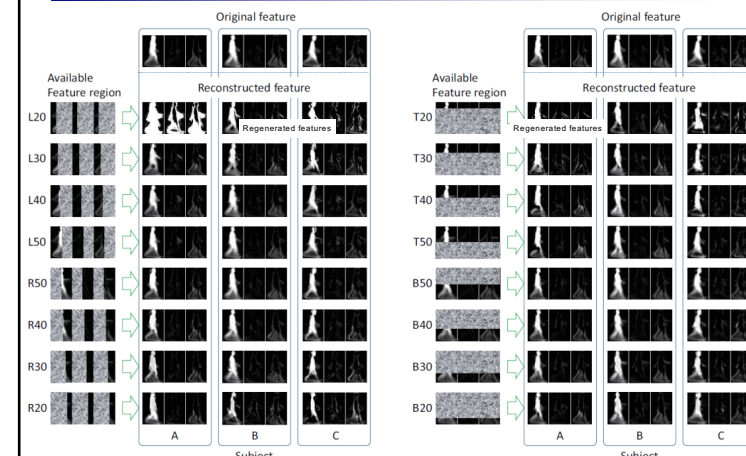 Original feature
Reconstructed feature
Available
Feature region
L20
Regenerated features
L30
L40
L50
R50
R40
R30
R20
A B C
Subject
Original feature
Reconstructed feature
Available
Feature region
T20
Regenerated features
T30
T40
T50
B50
B40
B30
B20
A B C
Subject